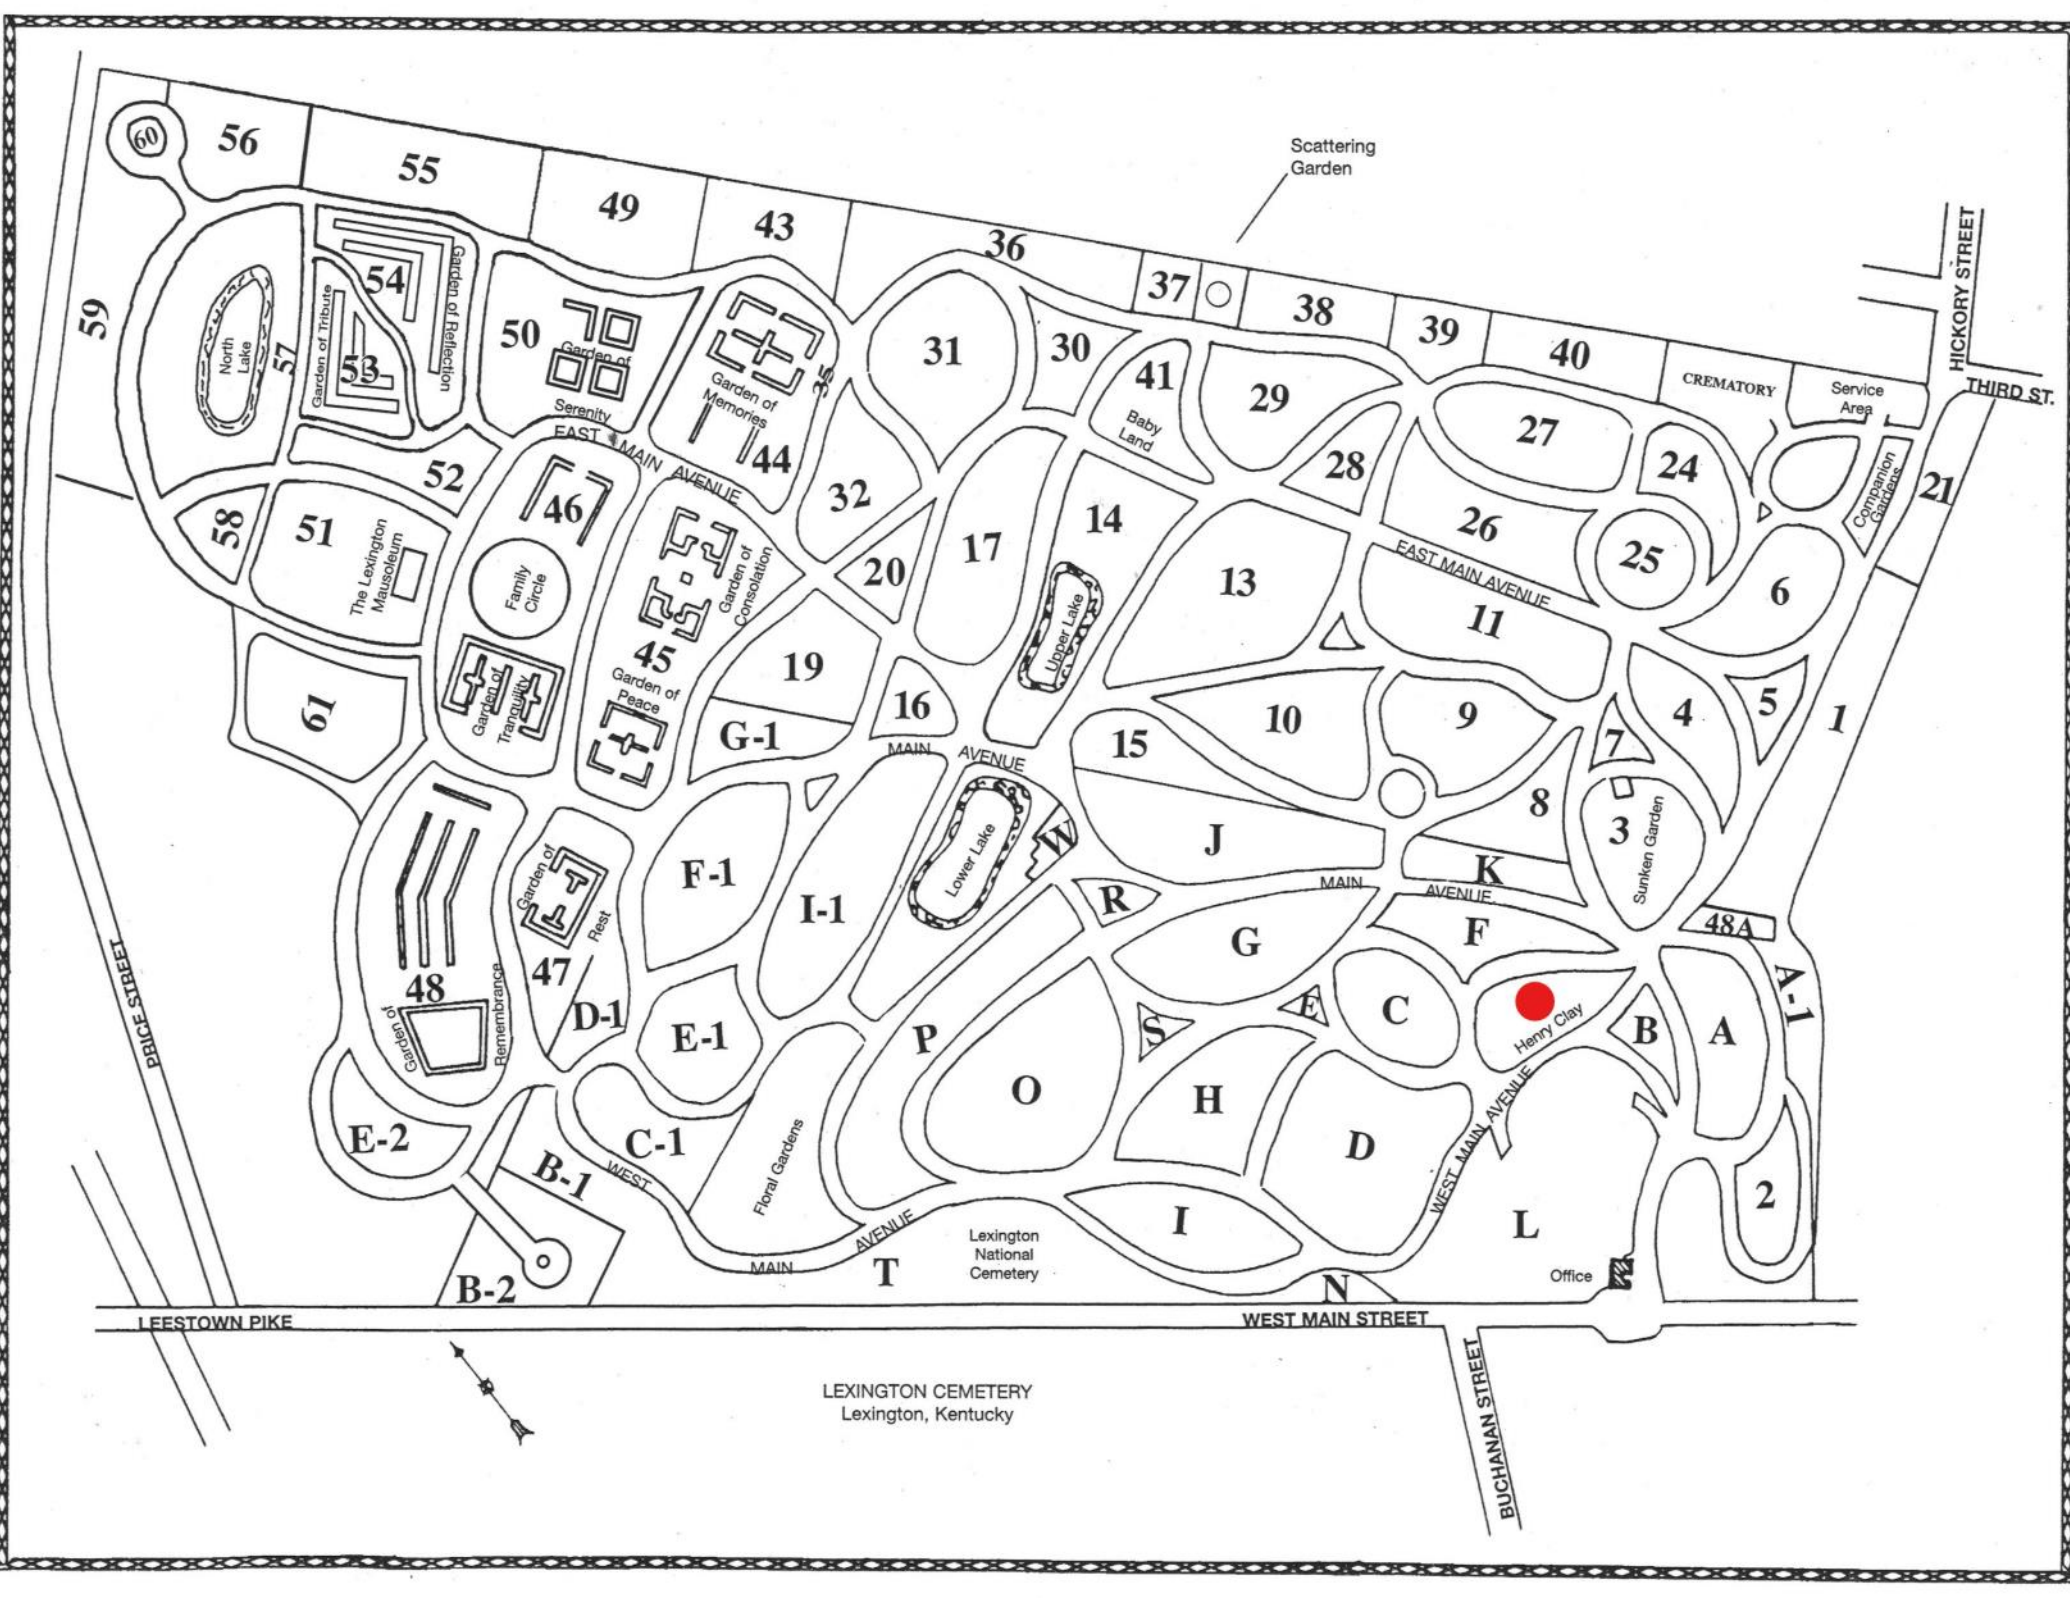 Scattering
Garden
HICKORY STREET
THIRD ST.
60
56
55
49
43
36
37
38
39
40
CREMATORY
Service
Area
59
North
Lake
57
54
Garden of Reflection
Garden of Tribute
53
50
Garden of
Serenity
Garden of
Memories
35
44
31
30
41
Baby
Land
29
28
27
24
Companion
Gardens
21
52
EAST MAIN AVENUE
46
32
20
17
14
26
25
58
51
The Lexington
Mausoleum
Family
Circle
Garden of
Consolation
45
Garden of
Peace
Garden of
Tranquility
Upper Lake
13
EAST MAIN AVENUE
11
6
61
19
G-1
16
MAIN AVENUE
15
10
9
7
4
5
1
8
3
Sunken Garden
F-1
I-1
Lower Lake
W
J
K
R
MAIN AVENUE
48A
Garden of
Rest
47
D-1
48
Garden of
Remembrance
E-1
P
O
S
G
E
C
F
Henry Clay
B
A
A-1
PRICE STREET
E-2
B-1
C-1
WEST MAIN AVENUE
Floral Gardens
H
D
WEST MAIN AVENUE
L
2
B-2
T
Lexington
National
Cemetery
I
N
Office
LEESTOWN PIKE
WEST MAIN STREET
BUCHANAN STREET
LEXINGTON CEMETERY
Lexington, Kentucky